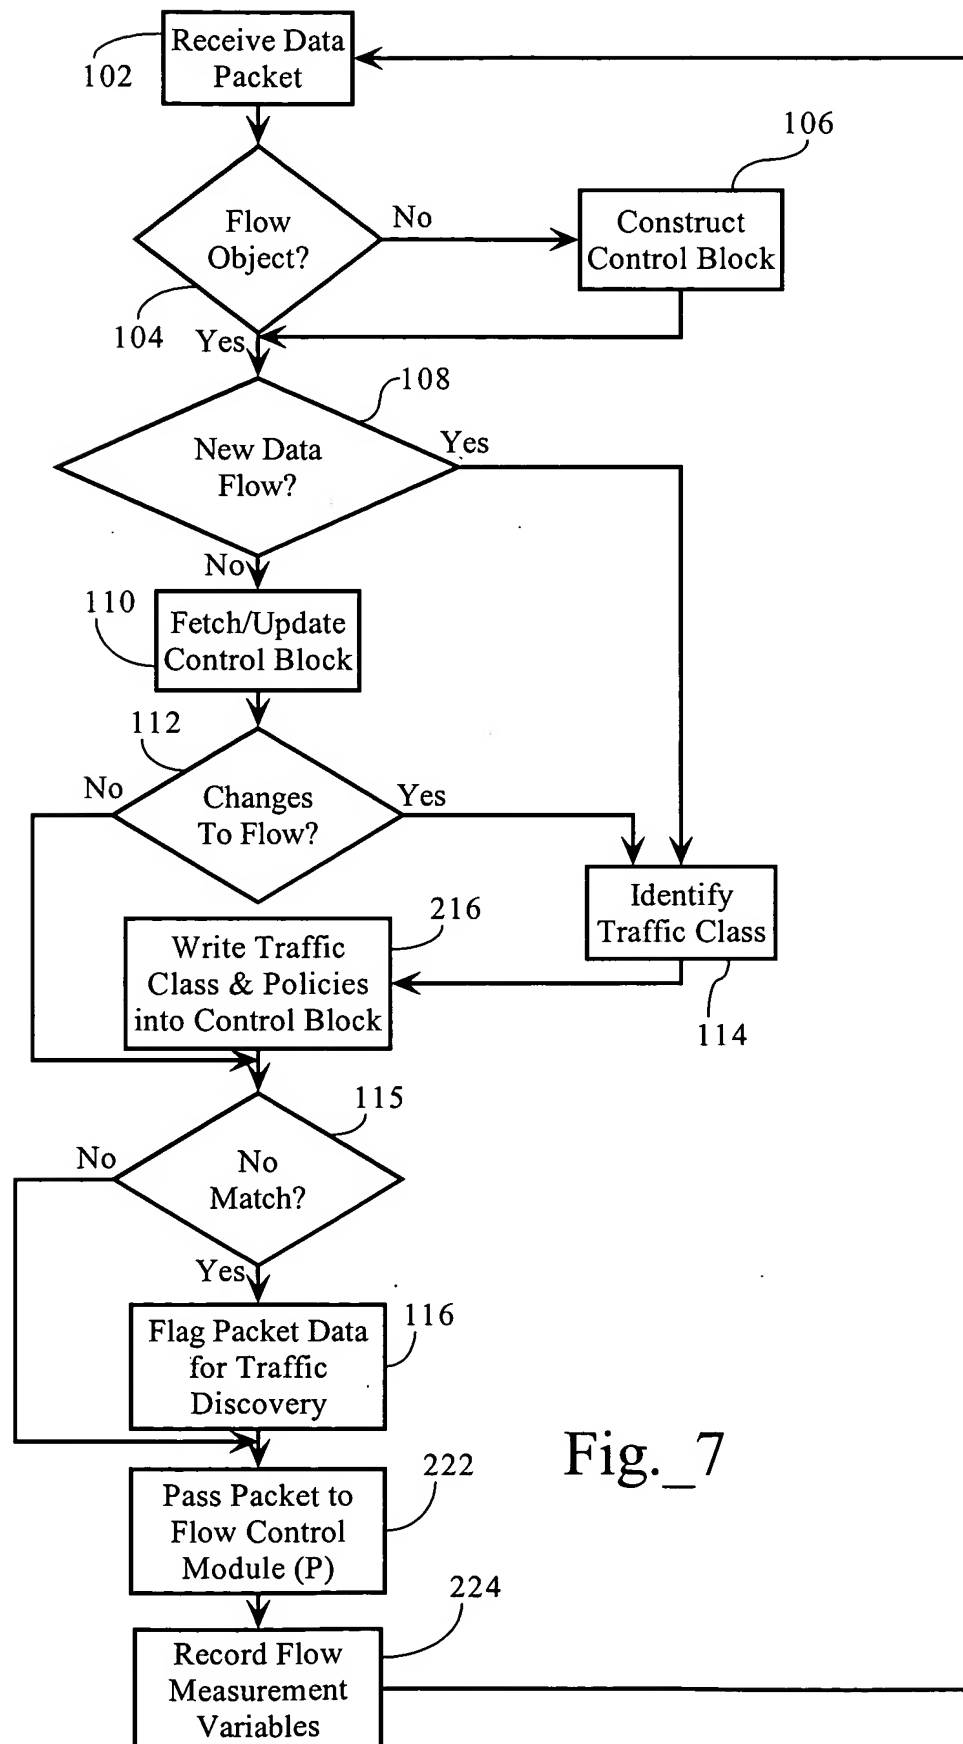 Receive Data
Packet
102
106
Flow
Object?
No
Construct
Control Block
104
Yes
108
New Data
Flow?
Yes
No
110
Fetch/Update
Control Block
112
No
Changes
To Flow?
Yes
Identify
Traffic Class
216
Write Traffic
Class & Policies
into Control Block
114
115
No
No
Match?
Yes
116
Flag Packet Data
for Traffic
Discovery
Fig._7
222
Pass Packet to
Flow Control
Module (P)
224
Record Flow
Measurement
Variables